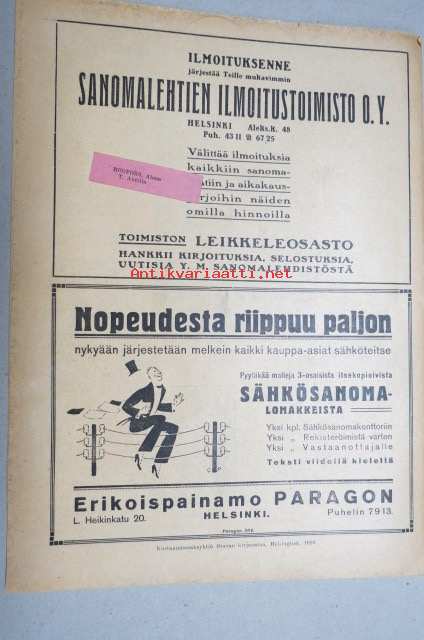 ILMOITUKSENNE
järjestää Teille mukavimmin
SANOMALEHTIEN ILMOITUSTOIMISTO O.Y.
HELSINKI Aleks.k. 48
Puh. 43 11 ja 67 25
Välittää ilmoituksia
kaikkiin sanoma-
ja aikakaus-
näiden
omilla hinnoilla
TOIMISTON LEIKKELEOSASTO
HANKKII KIRJOITUKSIA, SELOSTUKSIA,
UUTISIA Y. M. SANOMALEHDISTÖSTÄ
Antikvariaatti.net
Nopeudesta riippuu paljon
nykyään järjestetään melkein kaikki kauppa-asiat sähköteitse
Pyytäkää malleja 3-osaisista itsekopioivista
SÄHKÖSANOMA-
LOMAKKEISTA
Yksi kpl. Sähkösanomakonttoriin
Yksi „ Rekisteröimistä varten
Yksi „ Vastaanottajalle
Teksti viidellä kielellä
Erikoispainamo PARAGON
L. Heikinkatu 20.
HELSINKI.
Puhelin 7913.